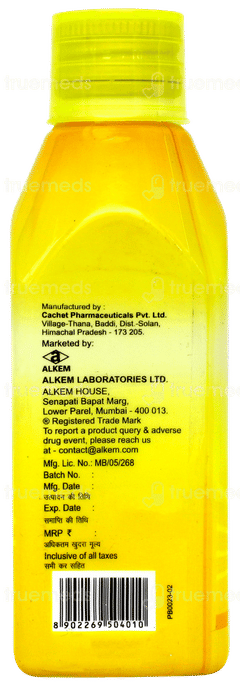 truemeds
Manufactured by :
Cachet Pharmaceuticals Pvt. Ltd.
Village-Thana, Baddi, Dist.-Solan,
Himachal Pradesh - 173 205.
Marketed by:
a
ALKEM
ALKEM LABORATORIES LTD.
ALKEM HOUSE,
Senapati Bapat Marg,
Lower Parel, Mumbai - 400 013.
® Registered Trade Mark
To report a product query & adverse
drug event, please reach us
at - contact@alkem.com
Mfg. Lic. No.: MB/05/268
Batch No. :
Mfg. Date :
उत्पादन की तिथि
Exp. Date :
समाप्ति की तिथि
MRP ₹ :
अधिकतम खुदरा मूल्य
Inclusive of all taxes
सभी कर सहित
8 902269 504010
PB0023-02